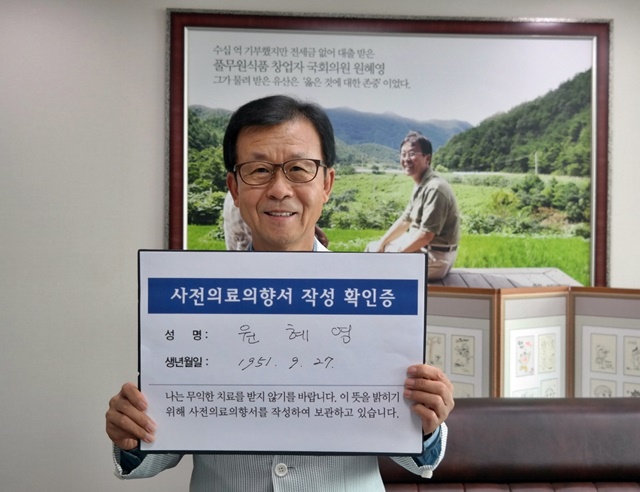 수십 억 기부했지만 전세금 없어 대출 받은
풀무원식품 창업자 국회의원 원혜영
그가 물려 받은 유산은 '옳은 것에 대한 존중' 이었다.
사전의료의향서 작성 확인증
성 명 : 원 혜 영
생년월일 : 1951. 9. 27.
나는 무익한 치료를 받지 않기를 바랍니다. 이 뜻을 밝히기
위해 사전의료의향서를 작성하여 보관하고 있습니다.